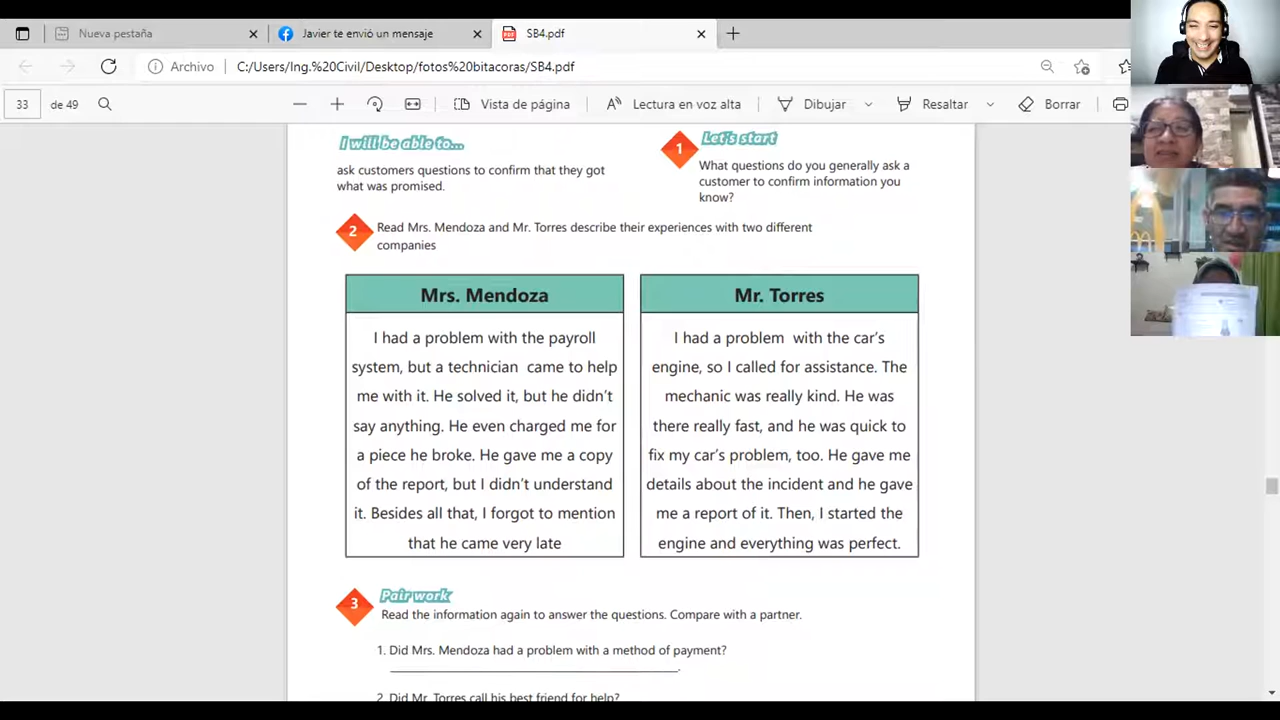 Nueva pestaña
Javier te envió un mensaje
SB4.pdf
Archivo
C:/Users/Ing.%20Civil/Desktop/fotos%20bitacoras/SB4.pdf
33
de 49
Vista de página
Lectura en voz alta
Dibujar
Resaltar
Borrar
I will be able to...
ask customers questions to confirm that they got
what was promised.
1
Let's start
What questions do you generally ask a
customer to confirm information you
know?
2
Read Mrs. Mendoza and Mr. Torres describe their experiences with two different
companies
Mrs. Mendoza
I had a problem with the payroll
system, but a technician came to help
me with it. He solved it, but he didn't
say anything. He even charged me for
a piece he broke. He gave me a copy
of the report, but I didn't understand
it. Besides all that, I forgot to mention
that he came very late
Mr. Torres
I had a problem with the car's
engine, so I called for assistance. The
mechanic was really kind. He was
there really fast, and he was quick to
fix my car's problem, too. He gave me
details about the incident and he gave
me a report of it. Then, I started the
engine and everything was perfect.
3
Pair work
Read the information again to answer the questions. Compare with a partner.
1. Did Mrs. Mendoza had a problem with a method of payment?
2. Did Mr. Torres call his best friend for help?